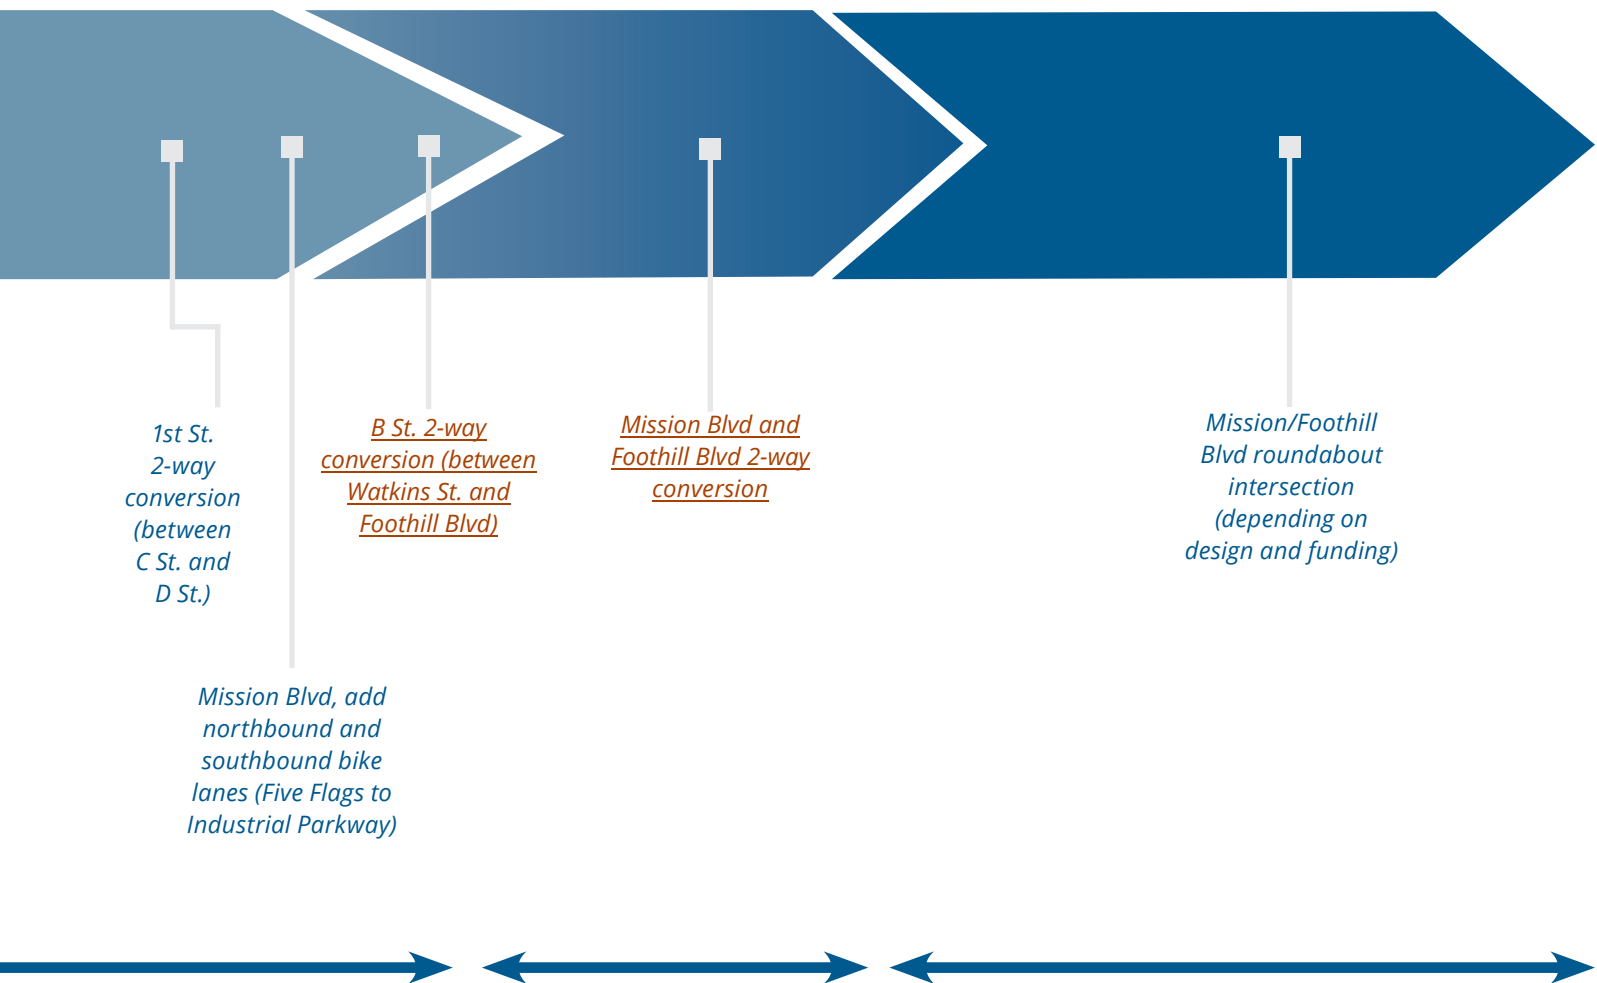 1st St.
2-way
conversion
(between
C St. and
D St.)
Mission Blvd, add
northbound and
southbound bike
lanes (Five Flags to
Industrial Parkway)
B St. 2-way
conversion (between
Watkins St. and
Foothill Blvd)
Mission Blvd and
Foothill Blvd 2-way
conversion
Mission/Foothill
Blvd roundabout
intersection
(depending on
design and funding)